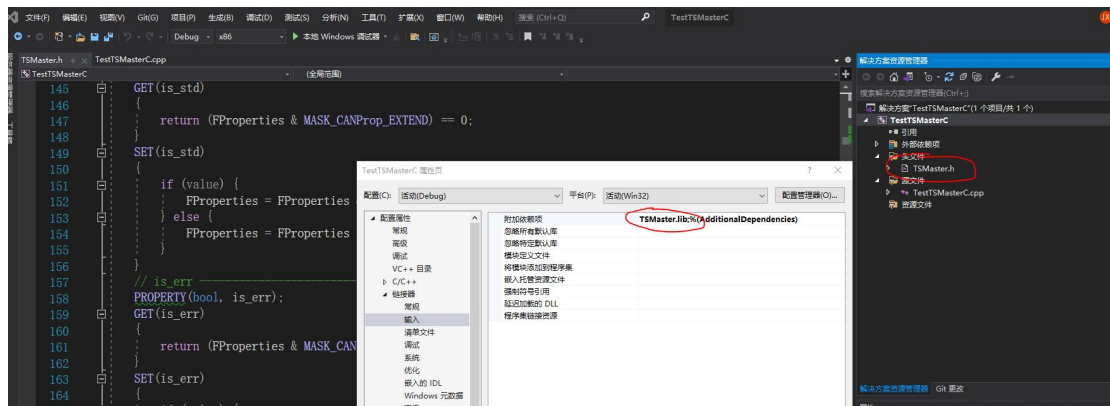 文件(F) 编辑(E) 视图(V) Git(G) 项目(P) 生成(B) 调试(D) 测试(S) 分析(N) 工具(T) 扩展(X) 窗口(W) 帮助(H) 搜索 (Ctrl+Q) TestTSMasterC
Debug x86 本地 Windows 调试器
TSMaster.h TestTSMasterC.cpp
TestTSMasterC (全局范围)
145 GET(is_std)
146 {
147 return (FProperties & MASK_CANProp_EXTEND) == 0;
148 }
149 SET(is_std)
150 {
151 if (value) {
152 FProperties = FProperties
153 } else {
154 FProperties = FProperties
155 }
156 }
157 // is_err
158 PROPERTY(bool, is_err);
159 GET(is_err)
160 {
161 return (FProperties & MASK_CAN
162 }
163 SET(is_err)
164 {
TestTSMasterC 属性页 ? ×
配置(C): 活动(Debug) 平台(P): 活动(Win32) 配置管理器(O)...
配置属性
常规
高级
调试
VC++ 目录
C/C++
链接器
常规
输入
清单文件
调试
系统
优化
嵌入的 IDL
Windows 元数据
附加依赖项 TSMaster.lib;%(AdditionalDependencies)
忽略所有默认库
忽略特定默认库
模块定义文件
将模块添加到程序集
嵌入托管资源文件
强制符号引用
延迟加载的 DLL
程序集链接资源
解决方案资源管理器
搜索解决方案资源管理器(Ctrl+;)
解决方案"TestTSMasterC"(1 个项目/共 1 个)
TestTSMasterC
引用
外部依赖项
头文件
TSMaster.h
源文件
TestTSMasterC.cpp
资源文件
解决方案资源管理器 Git 更改